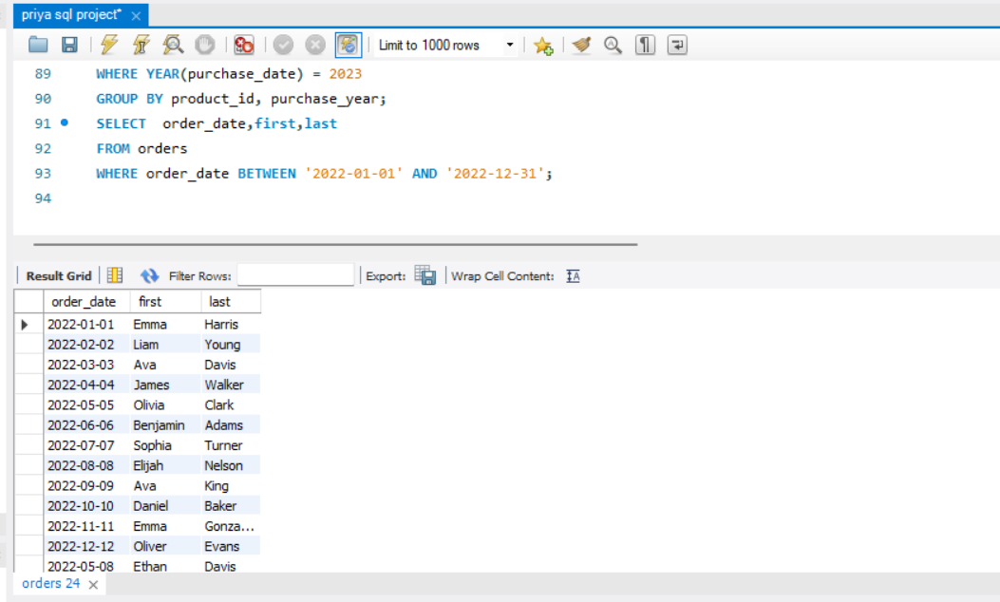 priya sql project*
Limit to 1000 rows
89 WHERE YEAR(purchase_date) = 2023
90 GROUP BY product_id, purchase_year;
91 SELECT  order_date,first,last
92 FROM orders
93 WHERE order_date BETWEEN '2022-01-01' AND '2022-12-31';
94
Result Grid Filter Rows: Export: Wrap Cell Content: IA
order_date first last
2022-01-01 Emma Harris
2022-02-02 Liam Young
2022-03-03 Ava Davis
2022-04-04 James Walker
2022-05-05 Olivia Clark
2022-06-06 Benjamin Adams
2022-07-07 Sophia Turner
2022-08-08 Elijah Nelson
2022-09-09 Ava King
2022-10-10 Daniel Baker
2022-11-11 Emma Gonza...
2022-12-12 Oliver Evans
2022-05-08 Ethan Davis
orders 24